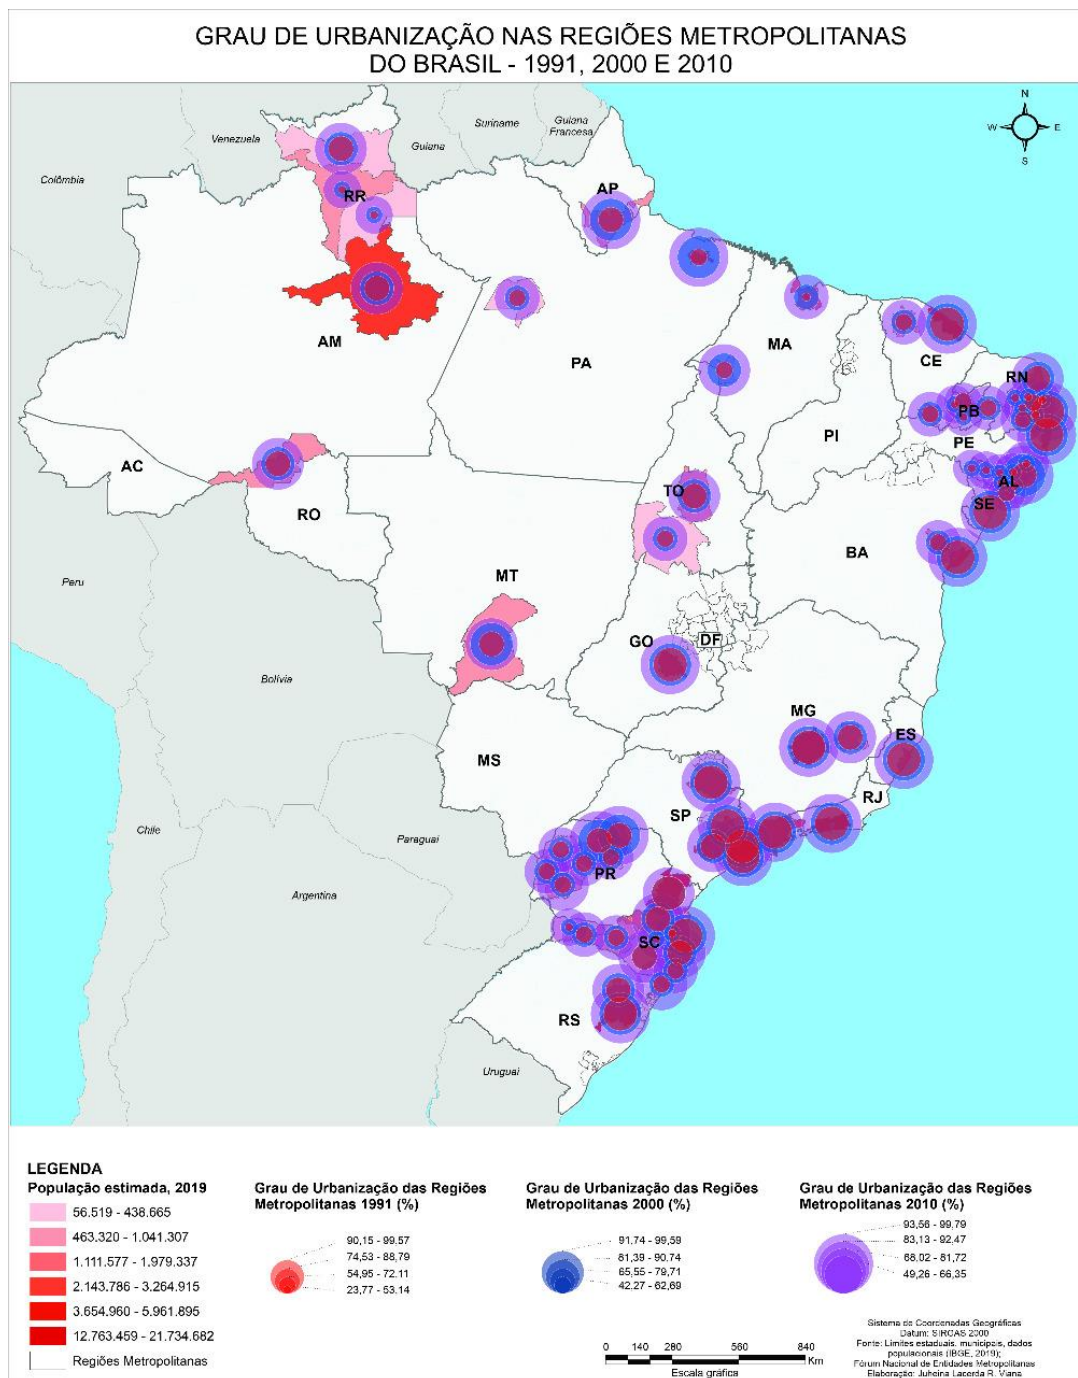 GRAU DE URBANIZAÇÃO NAS REGIÕES METROPOLITANAS
DO BRASIL - 1991, 2000 E 2010
N
W E
S
Venezuela
Suriname
Guiana
Francesa
Guiana
Colômbia
RR
AP
AM
PA
MA
CE
RN
PB
PI
PE
AC
TO
AL
SE
RO
BA
Peru
MT
GO
DF
Bolívia
MG
ES
MS
RJ
SP
Chile
Paraguai
PR
Argentina
SC
RS
Uruguai
LEGENDA
População estimada, 2019
56.519 - 438.665
463.320 - 1.041.307
1.111.577 - 1.979.337
2.143.786 - 3.264.915
3.654.960 - 5.961.895
12.763.459 - 21.734.682
Regiões Metropolitanas
Grau de Urbanização das Regiões
Metropolitanas 1991 (%)
90,15 - 99,57
74,53 - 88,79
54,95 - 72,11
23,77 - 53,14
Grau de Urbanização das Regiões
Metropolitanas 2000 (%)
91,74 - 99,59
81,39 - 90,74
65,55 - 79,71
42,27 - 62,69
Grau de Urbanização das Regiões
Metropolitanas 2010 (%)
93,56 - 99,79
83,13 - 92,47
68,02 - 81,72
49,26 - 66,35
0 140 280 560 840
Km
Escala gráfica
Sistema de Coordenadas Geográficas
Datum: SIRGAS 2000
Fonte: Limites estaduais, municipais, dados
populacionais (IBGE, 2019);
Fórum Nacional de Entidades Metropolitanas
Elaboração: Juheina Lacerda R. Viana